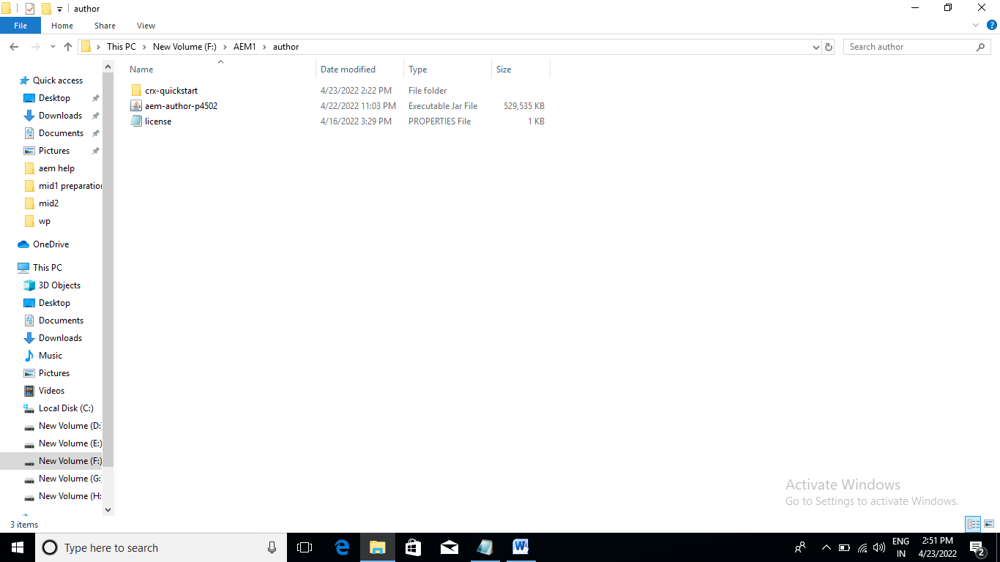 author
File Home Share View
This PC New Volume (F:) AEM1 author
Search author
Name Date modified Type Size
crx-quickstart 4/23/2022 2:22 PM File folder
aem-author-p4502 4/22/2022 11:03 PM Executable Jar File 529,535 KB
license 4/16/2022 3:29 PM PROPERTIES File 1 KB
Quick access
Desktop
Downloads
Documents
Pictures
aem help
mid1 preparation
mid2
wp
OneDrive
This PC
3D Objects
Desktop
Documents
Downloads
Music
Pictures
Videos
Local Disk (C:)
New Volume (D:
New Volume (E:)
New Volume (F:)
New Volume (G:
New Volume (H:
Activate Windows
Go to Settings to activate Windows.
3 items
Type here to search
ENG
IN
2:51 PM
4/23/2022
2